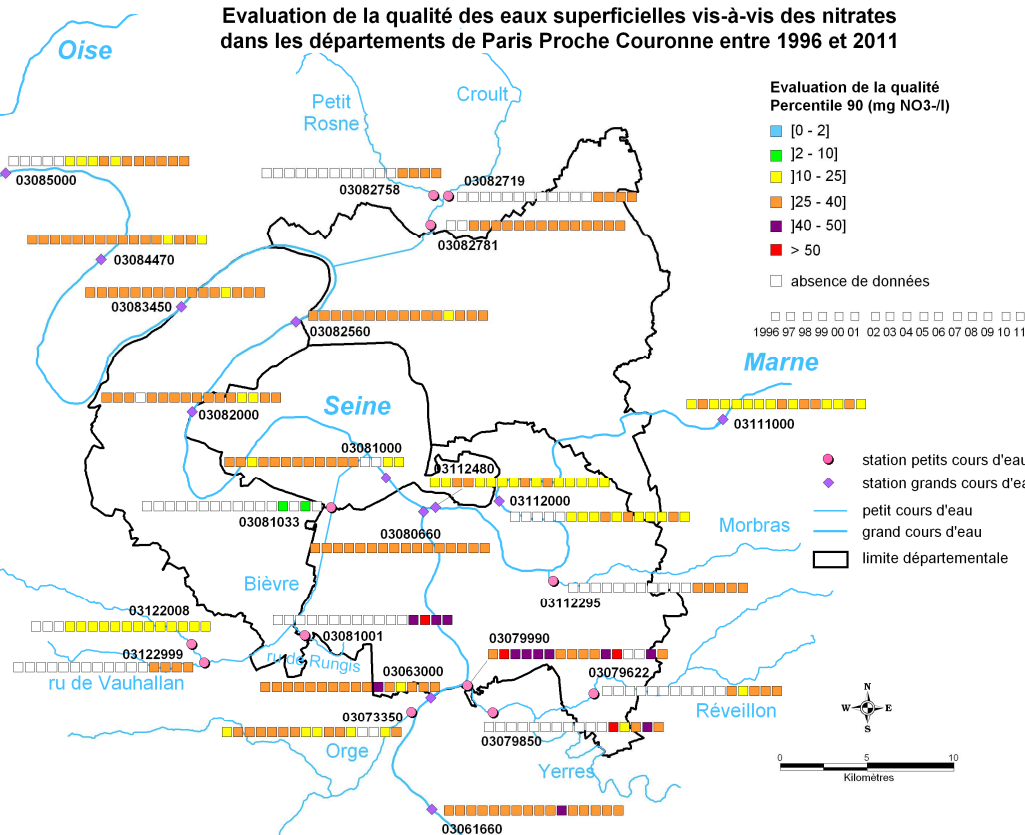 Evaluation de la qualité des eaux superficielles vis-à-vis des nitrates
dans les départements de Paris Proche Couronne entre 1996 et 2011
Oise
Petit
Rosne
Croult
Evaluation de la qualité
Percentile 90 (mg NO3-/l)
]0 - 2]
]2 - 10]
]10 - 25]
]25 - 40]
]40 - 50]
> 50
absence de données
1996 97 98 99 00 01 02 03 04 05 06 07 08 09 10 11
03085000
03082758
03082719
03082781
03084470
03083450
03082560
Marne
03082000
Seine
03111000
03081000
03112480
03112000
station petits cours d'eau
station grands cours d'ea
petit cours d'eau
grand cours d'eau
limite départementale
03081033
03080660
Morbras
Bièvre
03112295
03122008
03081001
03122999
ru de Rungis
ru de Vauhallan
03079990
03063000
03079622
Réveillon
03073350
03079850
Orge
Yerres
03061660
N
W E
S
0 5 10
Kilomètres